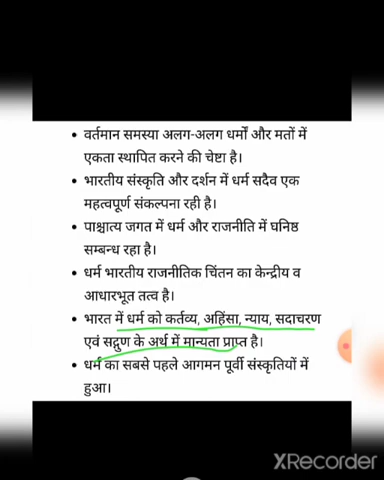 • वर्तमान समस्या अलग-अलग धर्मों और मतों में
एकता स्थापित करने की चेष्टा है।
• भारतीय संस्कृति और दर्शन में धर्म सदैव एक
महत्वपूर्ण संकल्पना रही है।
• पाश्चात्य जगत में धर्म और राजनीति में घनिष्ठ
सम्बन्ध रहा है।
• धर्म भारतीय राजनीतिक चिंतन का केन्द्रीय व
आधारभूत तत्व है।
• भारत में धर्म को कर्तव्य, अहिंसा, न्याय, सदाचरण
एवं सद्गुण के अर्थ में मान्यता प्राप्त है।
• धर्म का सबसे पहले आगमन पूर्वी संस्कृतियों में
हुआ।
XRecorder